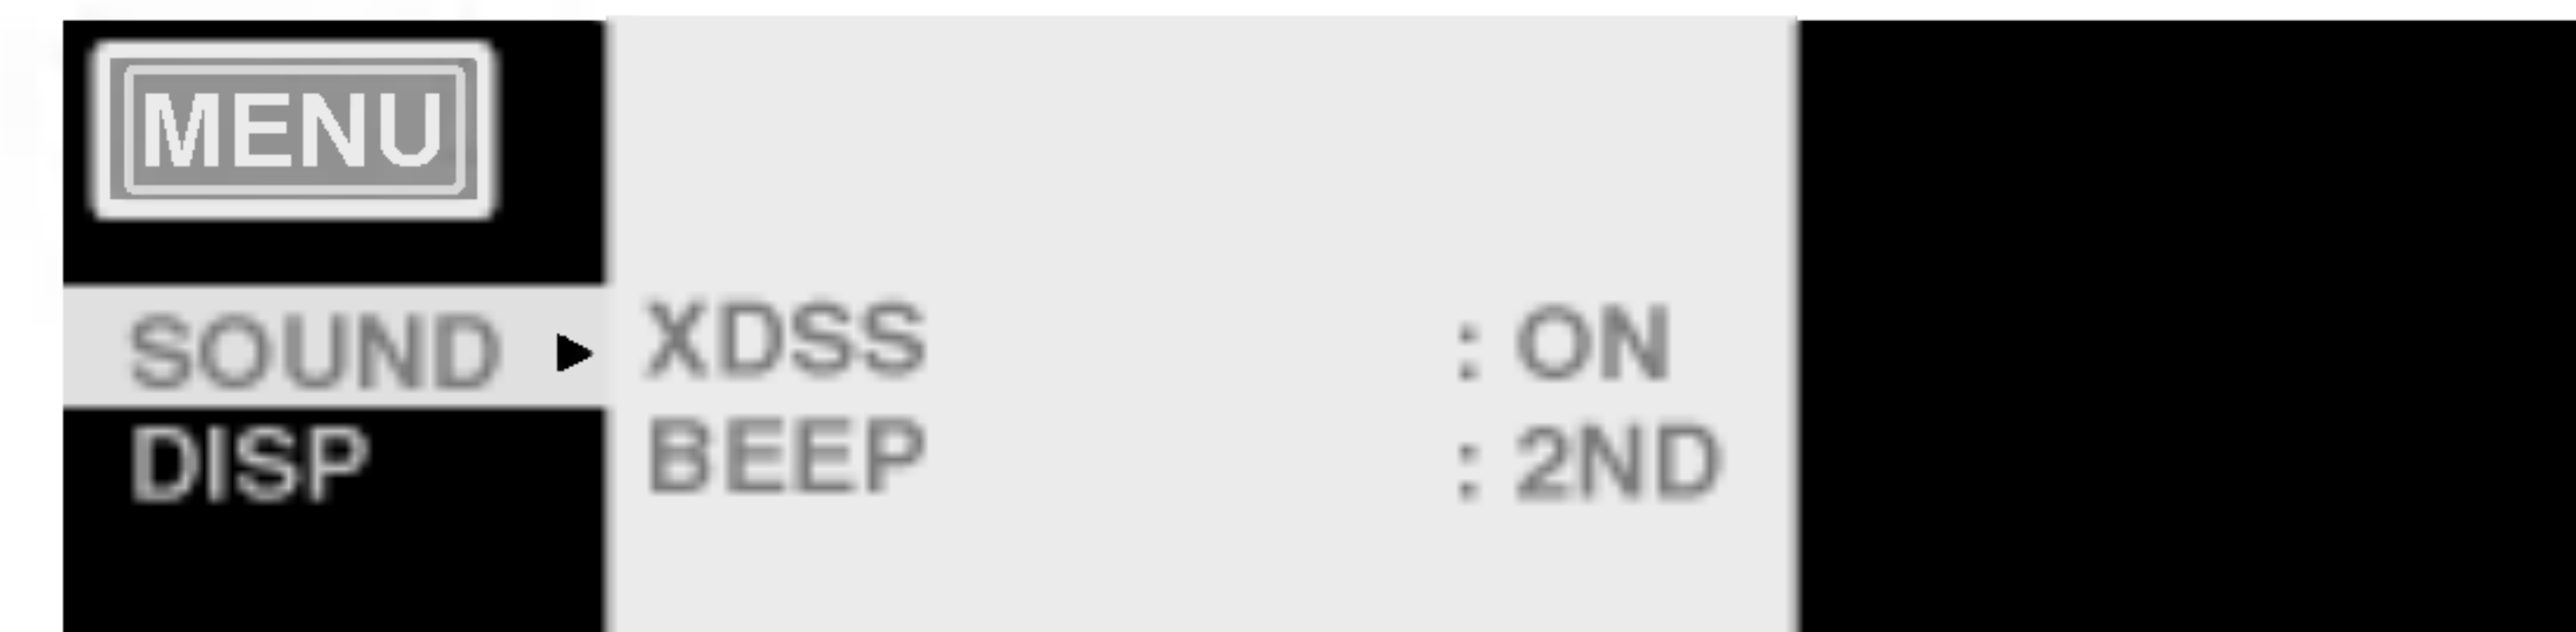 MENU
SOUND ▶ XDSS : ON
DISP BEEP : 2ND